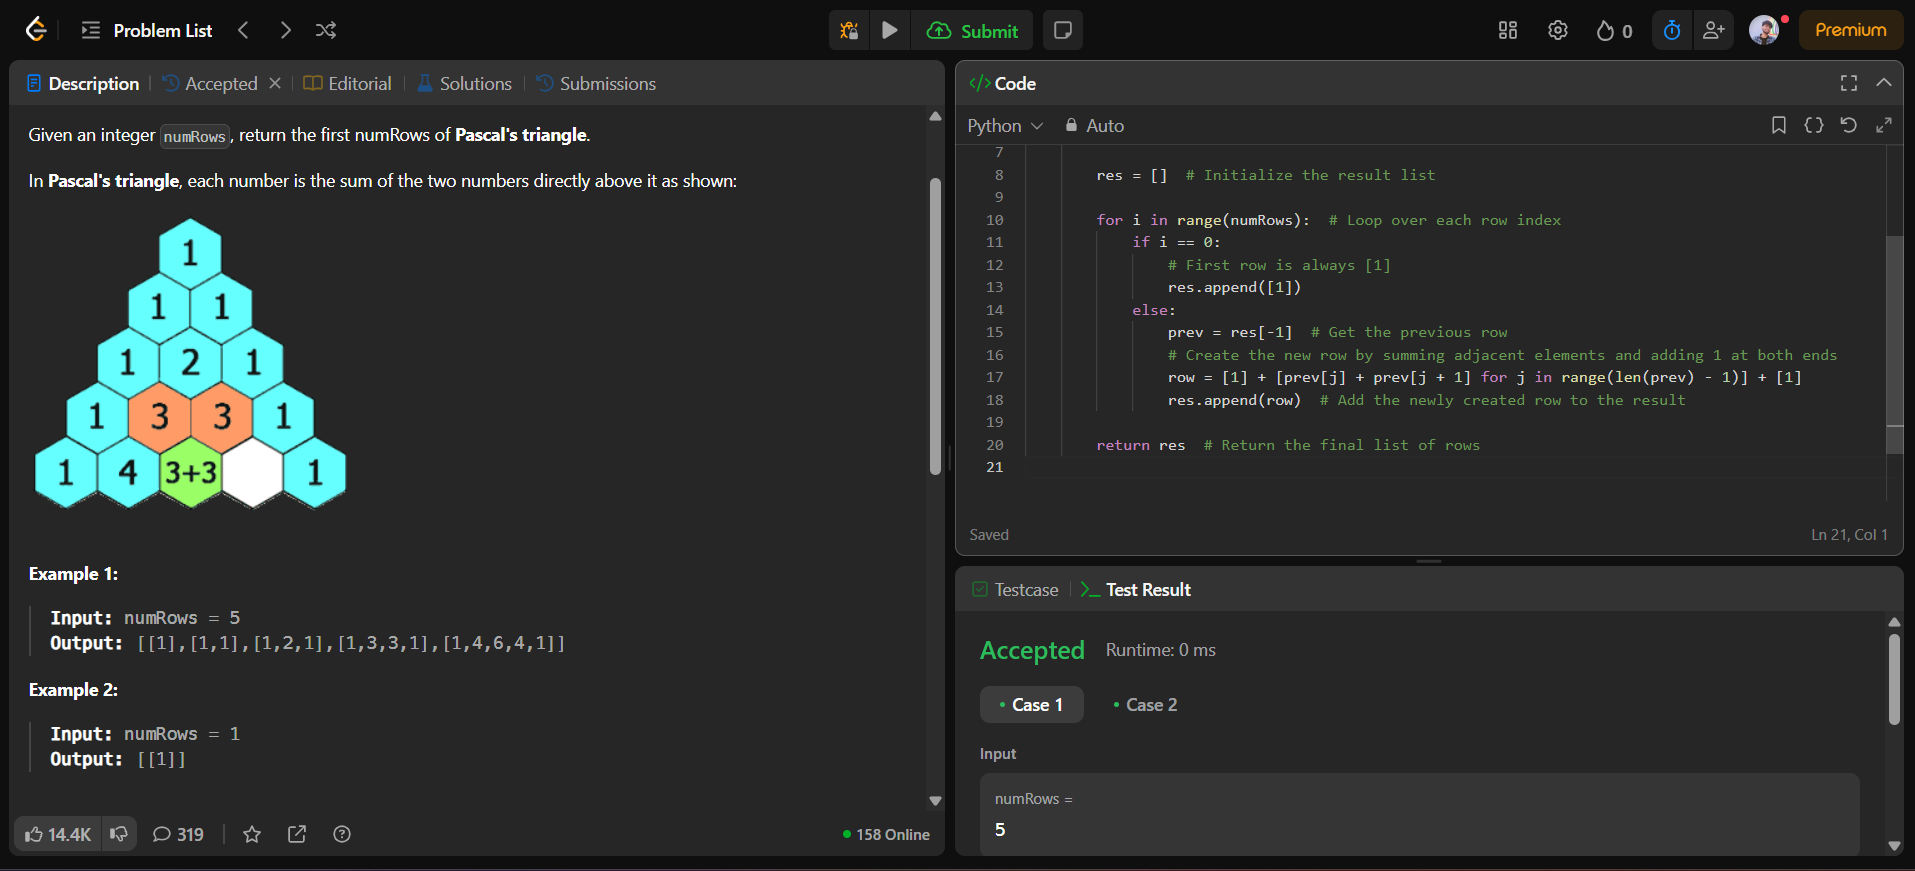 Problem List
Submit
0
Premium
Description
Accepted
Editorial
Solutions
Submissions
Given an integer numRows, return the first numRows of Pascal's triangle.
In Pascal's triangle, each number is the sum of the two numbers directly above it as shown:
1
1 1
1 2 1
1 3 3 1
1 4 3+3 1
Example 1:
Input: numRows = 5
Output: [[1],[1,1],[1,2,1],[1,3,3,1],[1,4,6,4,1]]
Example 2:
Input: numRows = 1
Output: [[1]]
14.4K
319
158 Online
</> Code
Python
Auto
7
8 res = []  # Initialize the result list
9
10 for i in range(numRows):  # Loop over each row index
11 if i == 0:
12 # First row is always [1]
13 res.append([1])
14 else:
15 prev = res[-1]  # Get the previous row
16 # Create the new row by summing adjacent elements and adding 1 at both ends
17 row = [1] + [prev[j] + prev[j + 1] for j in range(len(prev) - 1)] + [1]
18 res.append(row)  # Add the newly created row to the result
19
20 return res  # Return the final list of rows
21
Saved
Ln 21, Col 1
Testcase
Test Result
Accepted
Runtime: 0 ms
Case 1
Case 2
Input
numRows =
5